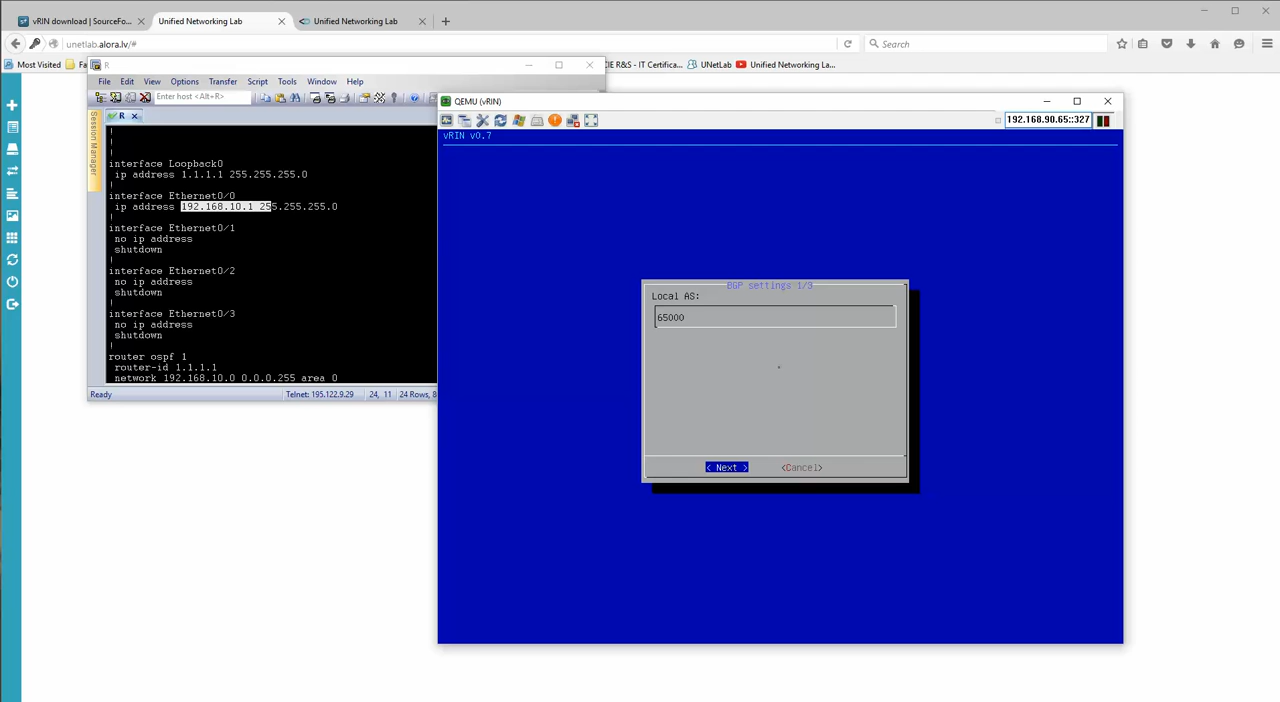 vRIN download | SourceFo...
Unified Networking Lab
Unified Networking Lab
unetlab.alora.lv/#
Search
Most Visited
Fa
IE R&S - IT Certifica...
UNetLab
Unified Networking La...
R
File Edit View Options Transfer Script Tools Window Help
Enter host <Alt+R>
R
Session Manager
!
!
!
interface Loopback0
ip address 1.1.1.1 255.255.255.0
!
interface Ethernet0/0
ip address 192.168.10.1 255.255.255.0
!
interface Ethernet0/1
no ip address
shutdown
!
interface Ethernet0/2
no ip address
shutdown
!
interface Ethernet0/3
no ip address
shutdown
!
router ospf 1
router-id 1.1.1.1
network 192.168.10.0 0.0.0.255 area 0
Ready
Telnet: 195.122.9.29
24, 11
24 Rows, 8
QEMU (vRIN)
192.168.90.65::327
vRIN v0.7
BGP settings 1/3
Local AS:
65000
< Next >
<Cancel>